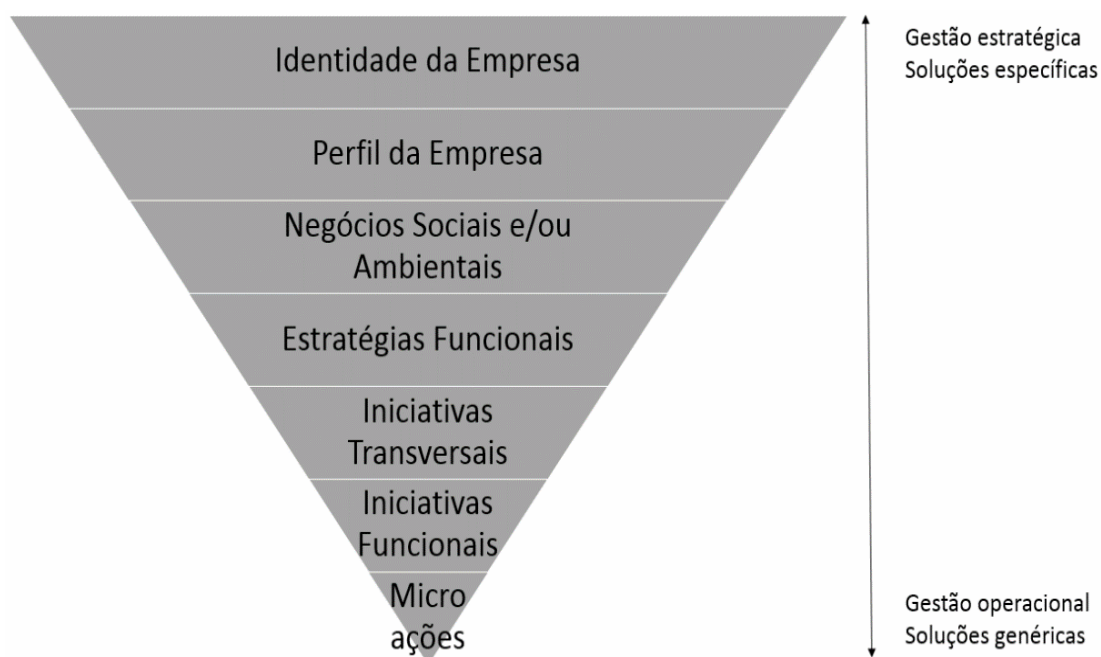 Identidade da Empresa
Perfil da Empresa
Negócios Sociais e/ou
Ambientais
Estratégias Funcionais
Iniciativas
Transversais
Iniciativas
Funcionais
Micro
ações
Gestão estratégica
Soluções específicas
Gestão operacional
Soluções genéricas